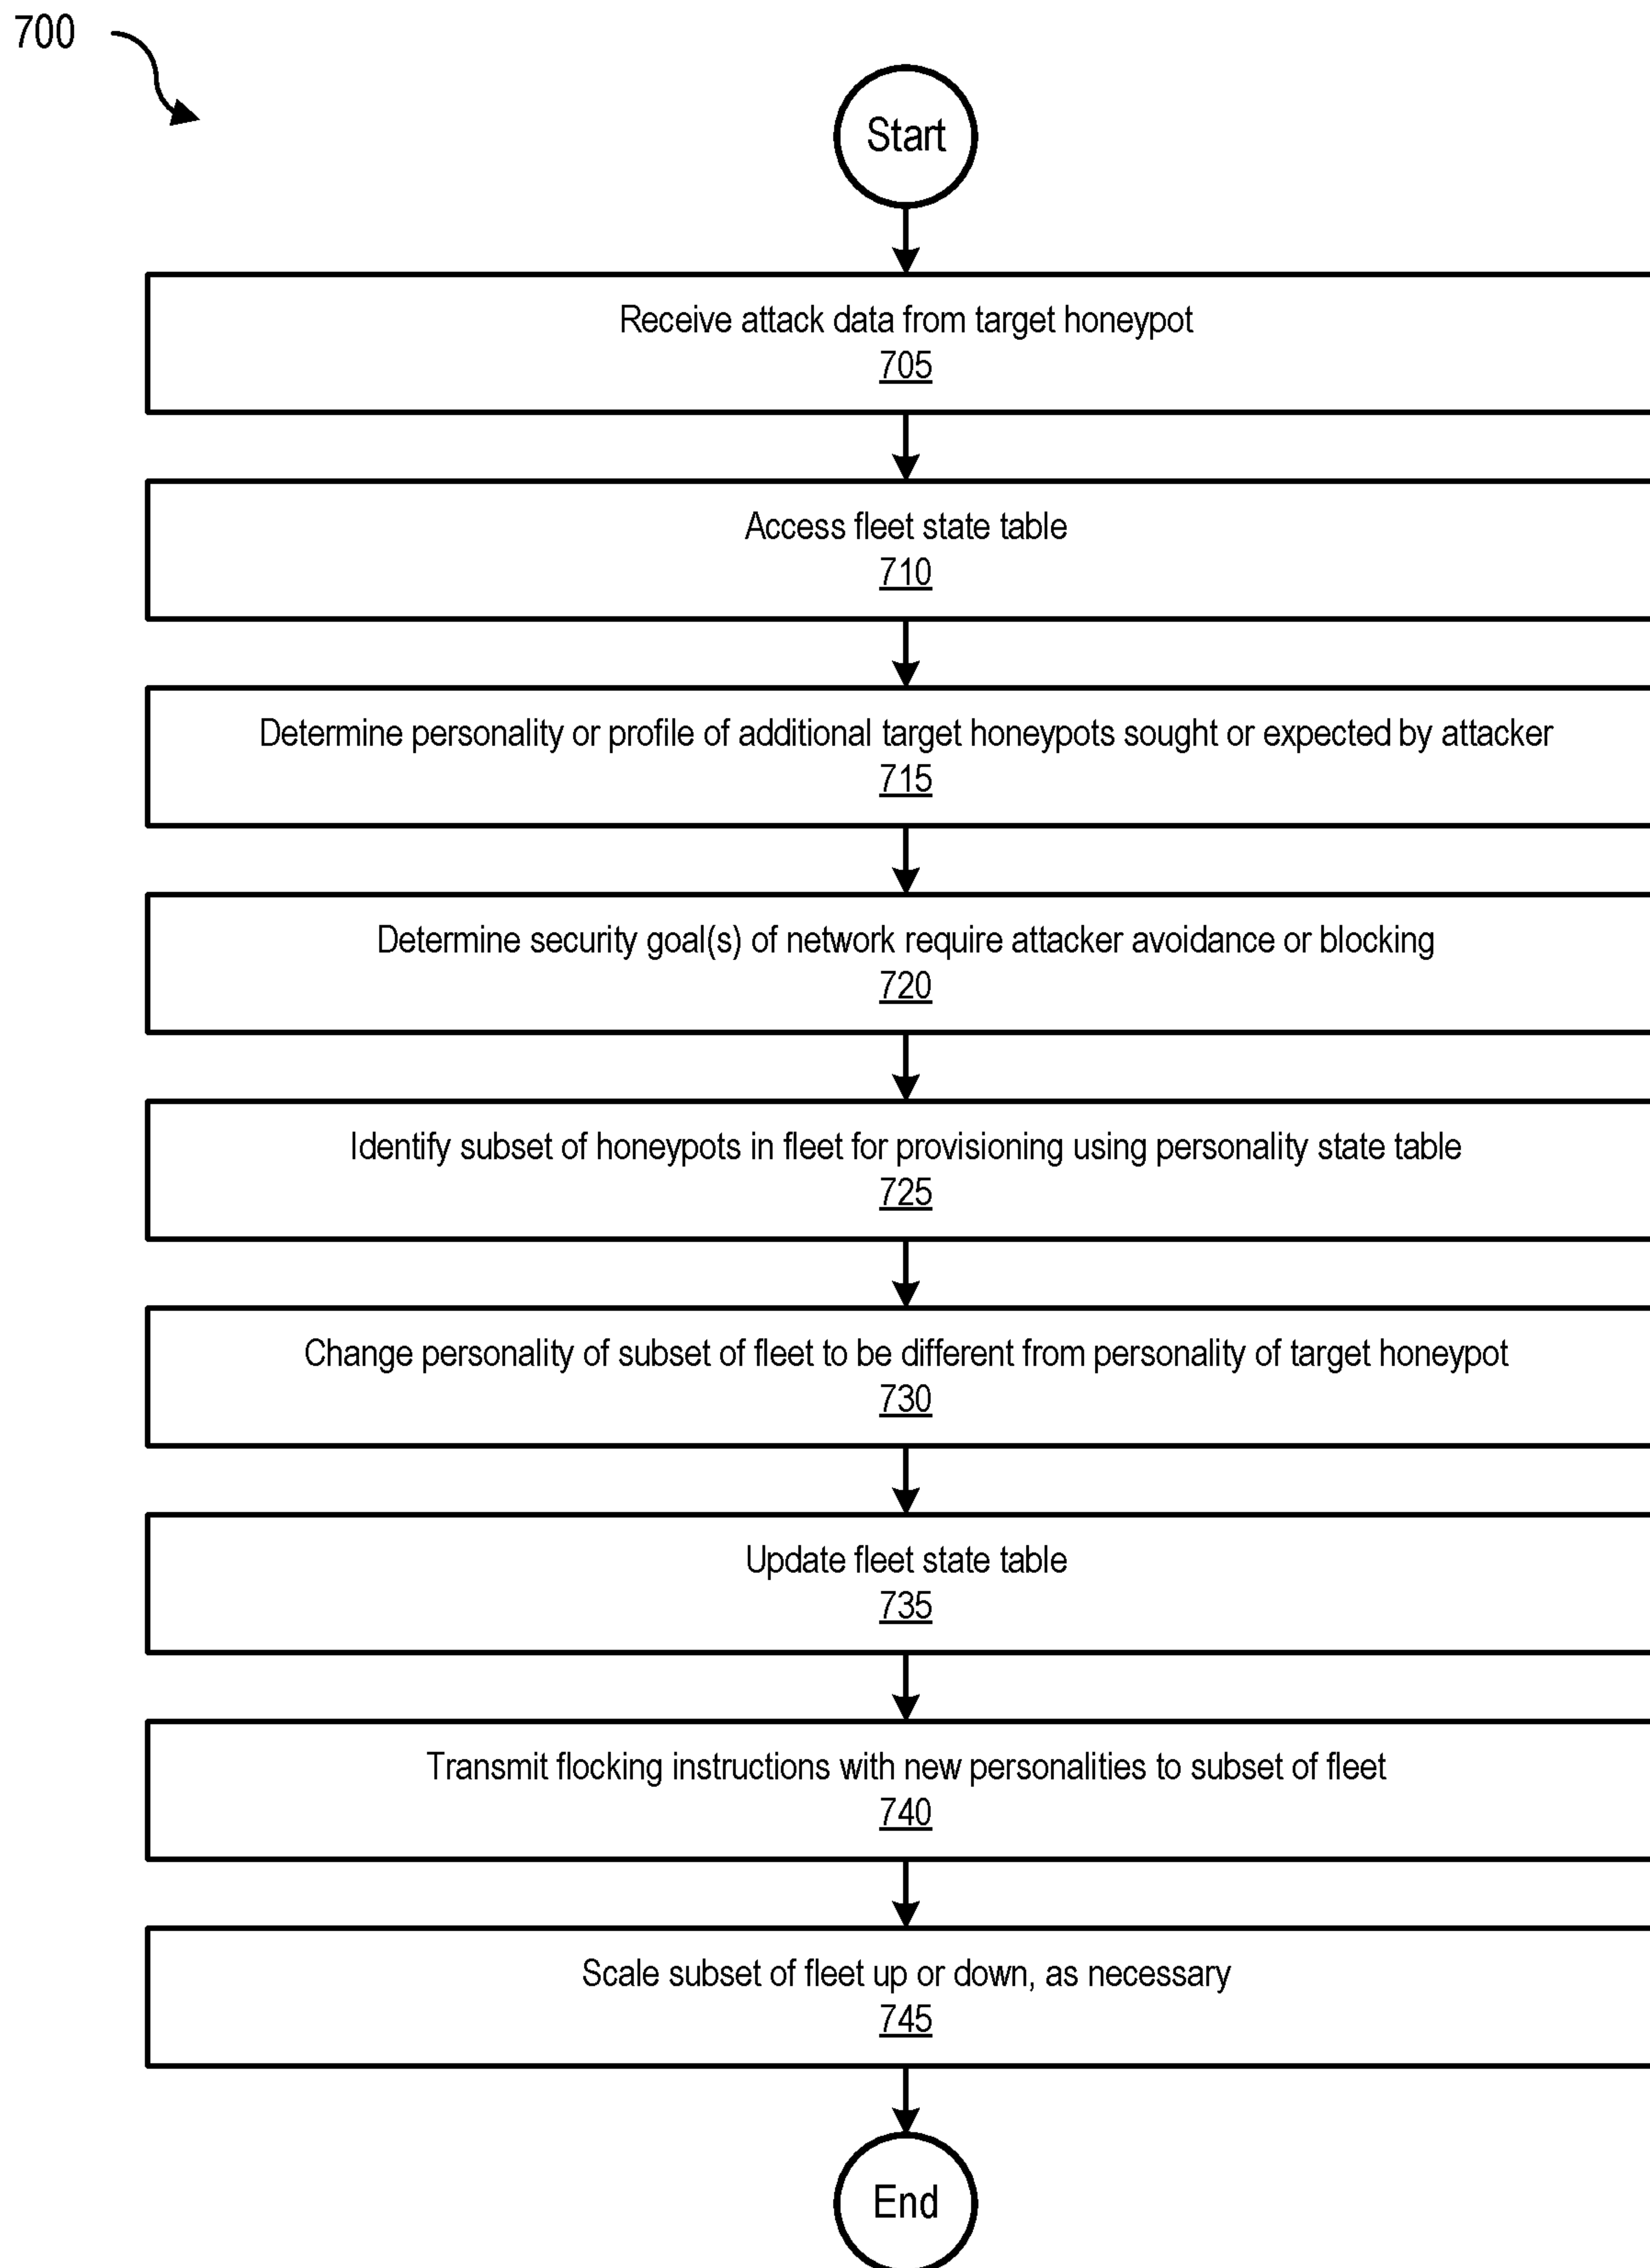 700
Start
Receive attack data from target honeypot
705
Access fleet state table
710
Determine personality or profile of additional target honeypots sought or expected by attacker
715
Determine security goal(s) of network require attacker avoidance or blocking
720
Identify subset of honeypots in fleet for provisioning using personality state table
725
Change personality of subset of fleet to be different from personality of target honeypot
730
Update fleet state table
735
Transmit flocking instructions with new personalities to subset of fleet
740
Scale subset of fleet up or down, as necessary
745
End